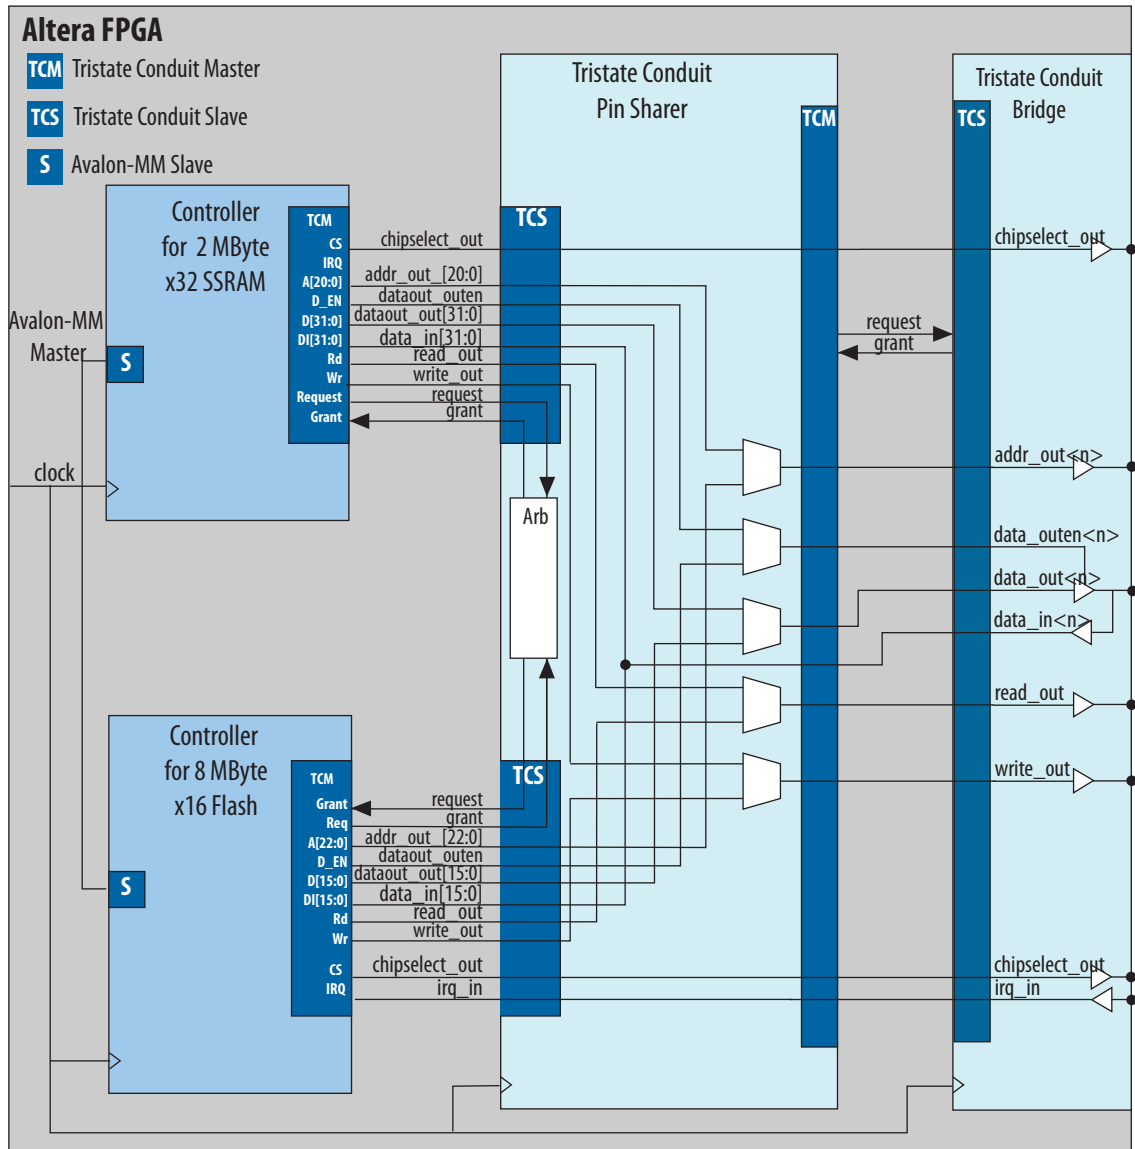 Altera FPGA
TCM Tristate Conduit Master
TCS Tristate Conduit Slave
S Avalon-MM Slave
Controller
for 2 MByte
x32 SSRAM
TCM
CS
IRQ
A[20:0]
D_EN
D[31:0]
DI[31:0]
Rd
Wr
Request
Grant
Avalon-MM
Master
S
clock
chipselect_out
addr_out_[20:0]
dataout_outen
dataout_out[31:0]
data_in[31:0]
read_out
write_out
request
grant
Tristate Conduit
Pin Sharer
TCS
TCM
Arb
request
grant
Tristate Conduit
Bridge
TCS
chipselect_out
addr_out<n>
data_outen<n>
data_out<n>
data_in<n>
read_out
write_out
chipselect_out
irq_in
Controller
for 8 MByte
x16 Flash
S
TCM
Grant
Req
A[22:0]
D_EN
D[15:0]
DI[15:0]
Rd
Wr
CS
IRQ
request
grant
addr_out_[22:0]
dataout_outen
dataout_out[15:0]
data_in[15:0]
read_out
write_out
chipselect_out
irq_in
TCS